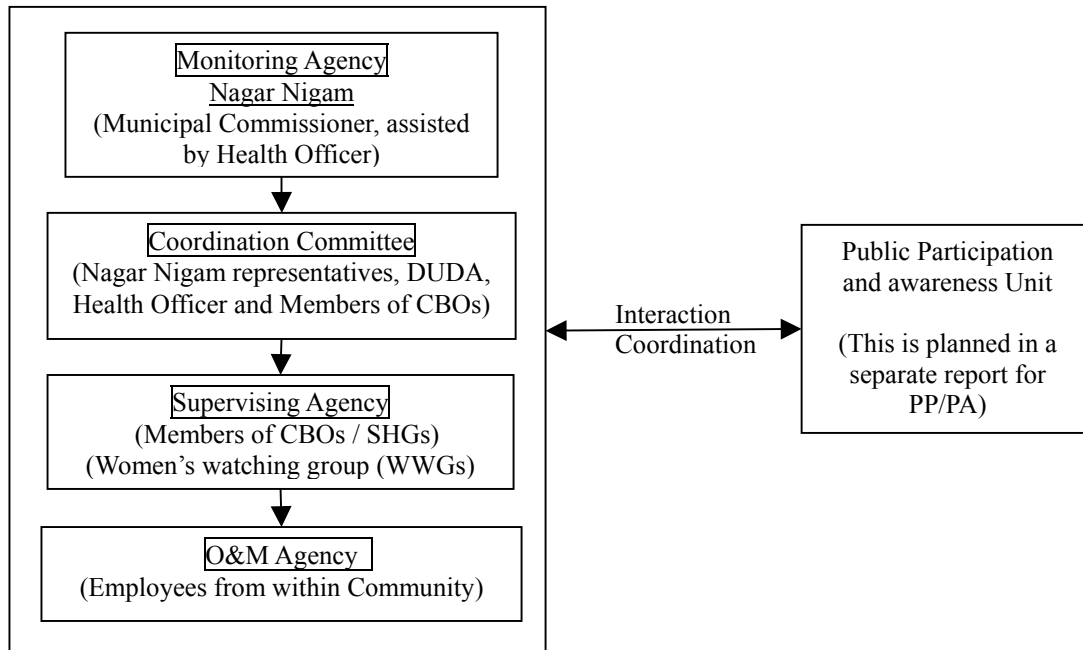 Monitoring Agency
Nagar Nigam
(Municipal Commissioner, assisted
by Health Officer)
Coordination Committee
(Nagar Nigam representatives, DUDA,
Health Officer and Members of CBOs)
Supervising Agency
(Members of CBOs / SHGs)
(Women’s watching group (WWGs)
O&M Agency
(Employees from within Community)
Interaction
Coordination
Public Participation
and awareness Unit
(This is planned in a
separate report for
PP/PA)